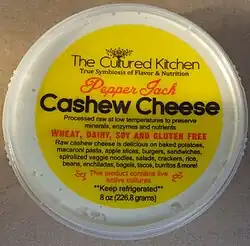 The Cultured Kitchen
True Symbiosis of Flavor & Nutrition
Pepper Jack
Cashew Cheese
Processed raw at low temperatures to preserve
minerals, enzymes and nutrients
WHEAT, DAIRY, SOY AND GLUTEN FREE
Raw cashew cheese is delicious on baked potatoes,
macaroni pasta, apple slices, burgers, sandwiches,
spiralized veggie noodles, salads, crackers, rice,
beans, enchiladas, bagels, tacos, burritos & more!
This product contains live
active cultures
**Keep refrigerated**
8 oz (226.8 grams)